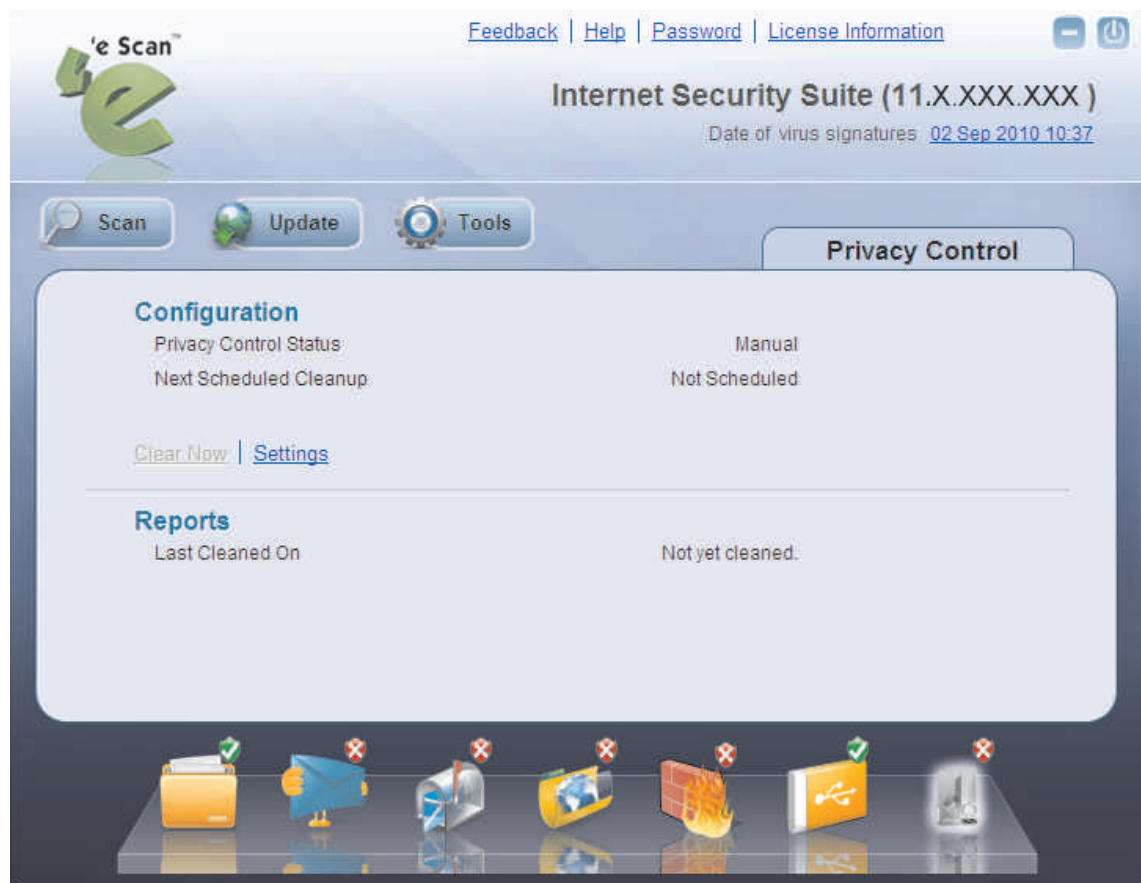 Feedback | Help | Password | License Information
'e Scan™
e
Internet Security Suite (11.X.XXX.XXX )
Date of virus signatures 02 Sep 2010 10:37
Scan Update Tools
Privacy Control
Configuration
Privacy Control Status Manual
Next Scheduled Cleanup Not Scheduled
Clear Now | Settings
Reports
Last Cleaned On Not yet cleaned.